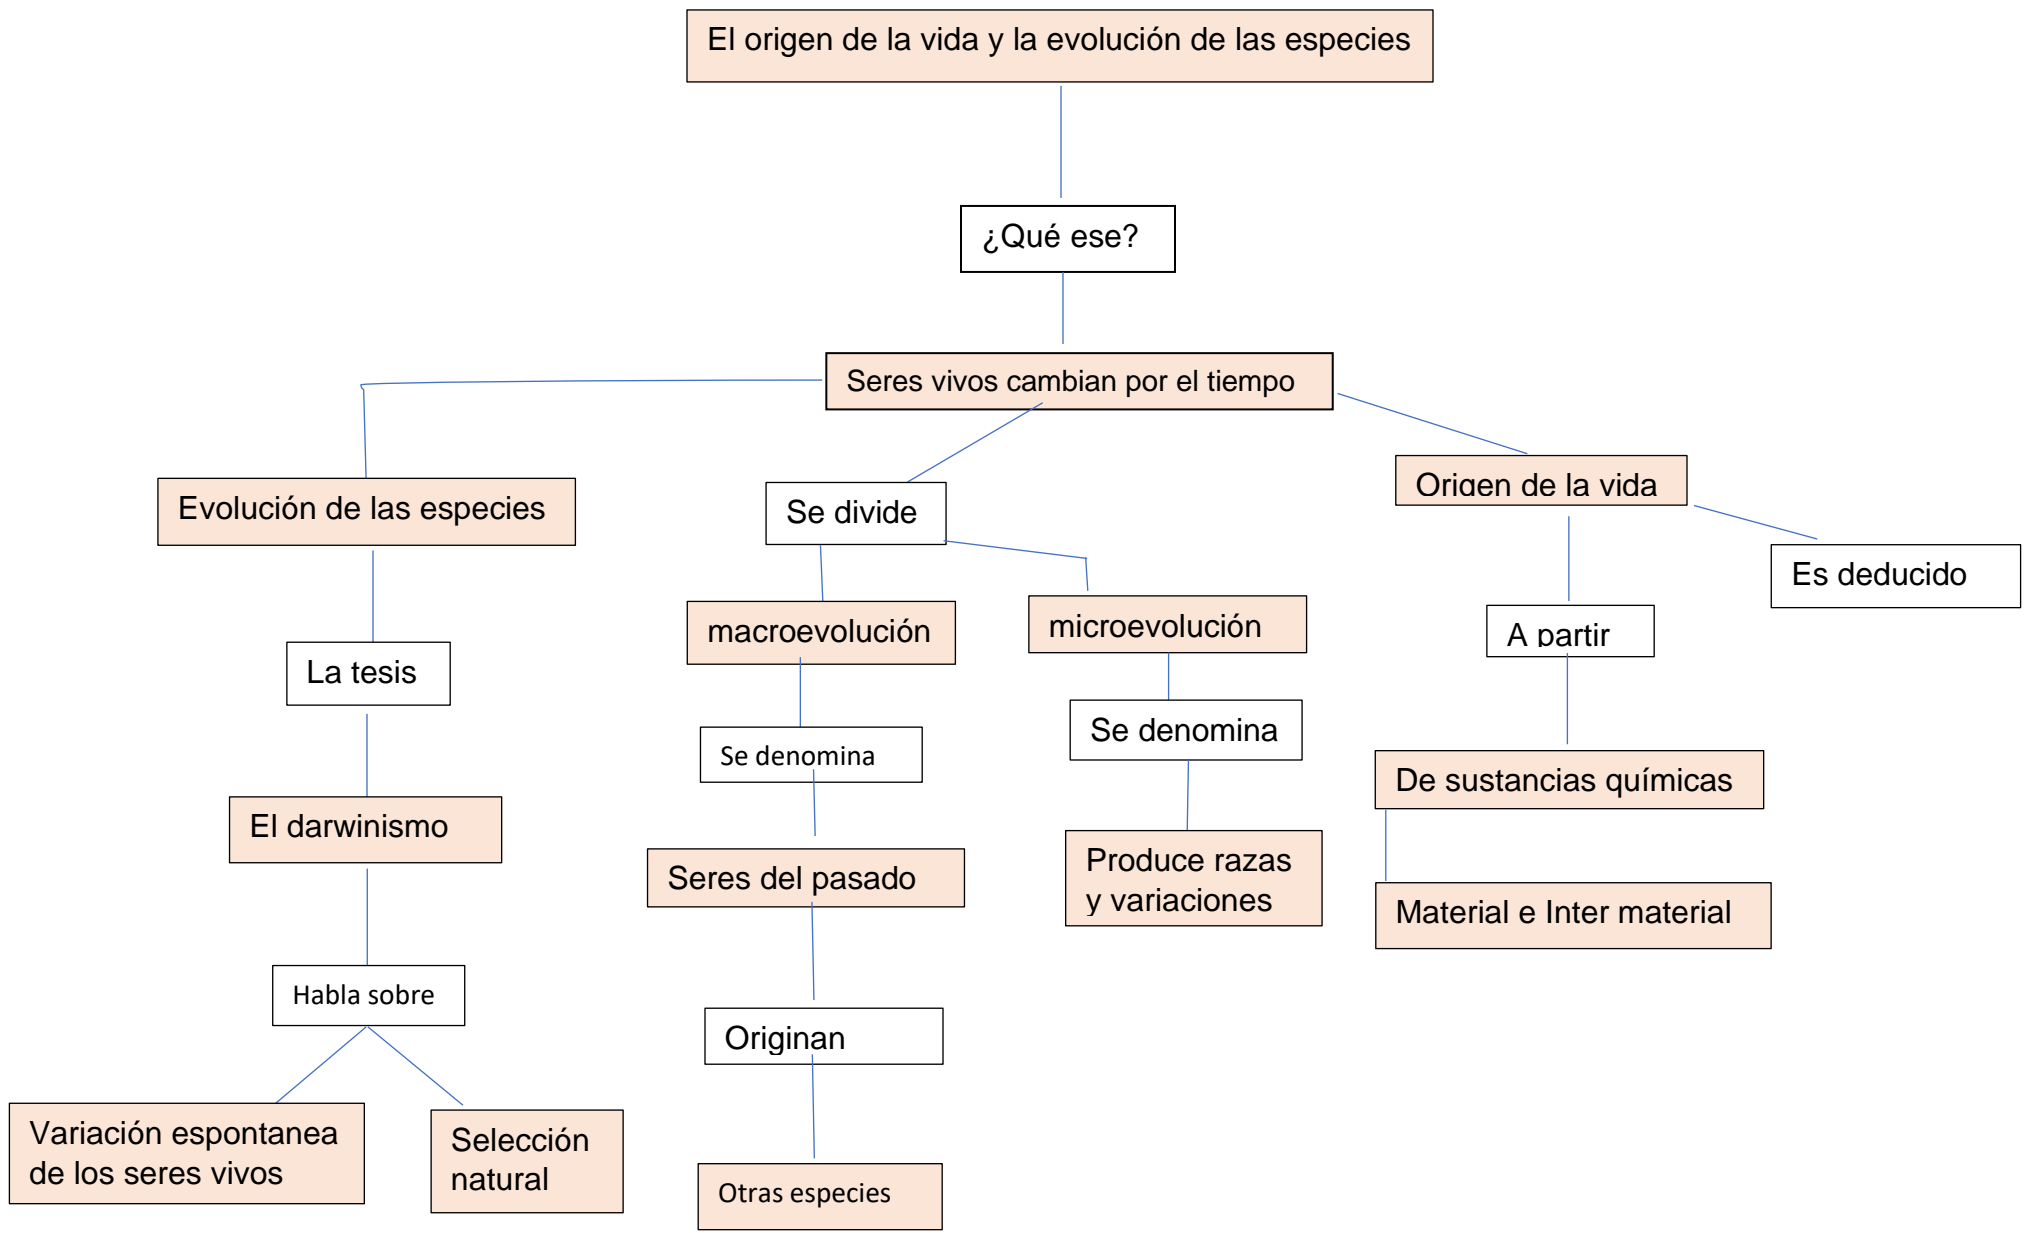 El origen de la vida y la evolución de las especies
¿Qué ese?
Seres vivos cambian por el tiempo
Evolución de las especies
Se divide
Origen de la vida
Es deducido
macroevolución
microevolución
A partir
La tesis
Se denomina
Se denomina
De sustancias químicas
El darwinismo
Seres del pasado
Produce razas
y variaciones
Material e Inter material
Habla sobre
Originan
Variación espontanea
de los seres vivos
Selección
natural
Otras especies